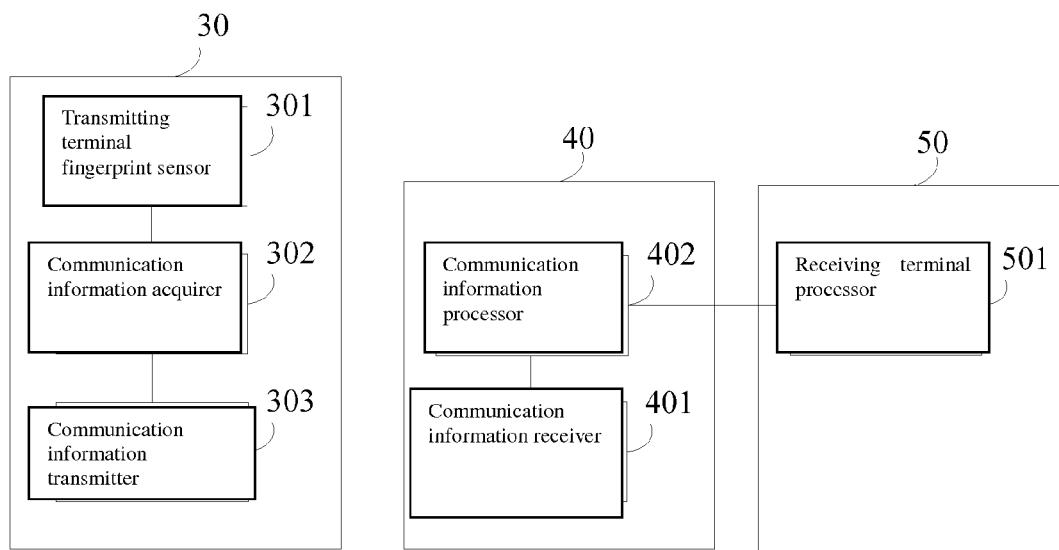 30
Transmitting
terminal
fingerprint sensor
301
Communication
information acquirer
302
Communication
information
transmitter
303
40
Communication
information
processor
402
Communication
information receiver
401
50
Receiving terminal
processor
501